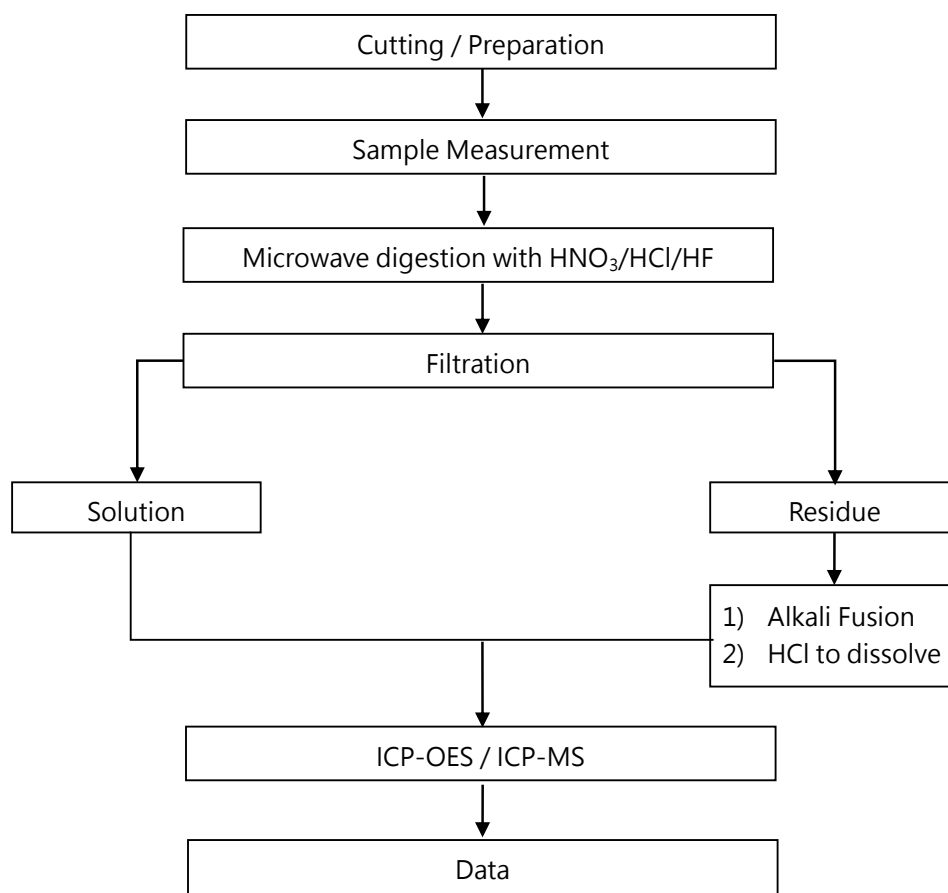 Cutting / Preparation
Sample Measurement
Microwave digestion with HNO₃/HCl/HF
Filtration
Solution
Residue
1) Alkali Fusion
2) HCl to dissolve
ICP-OES / ICP-MS
Data